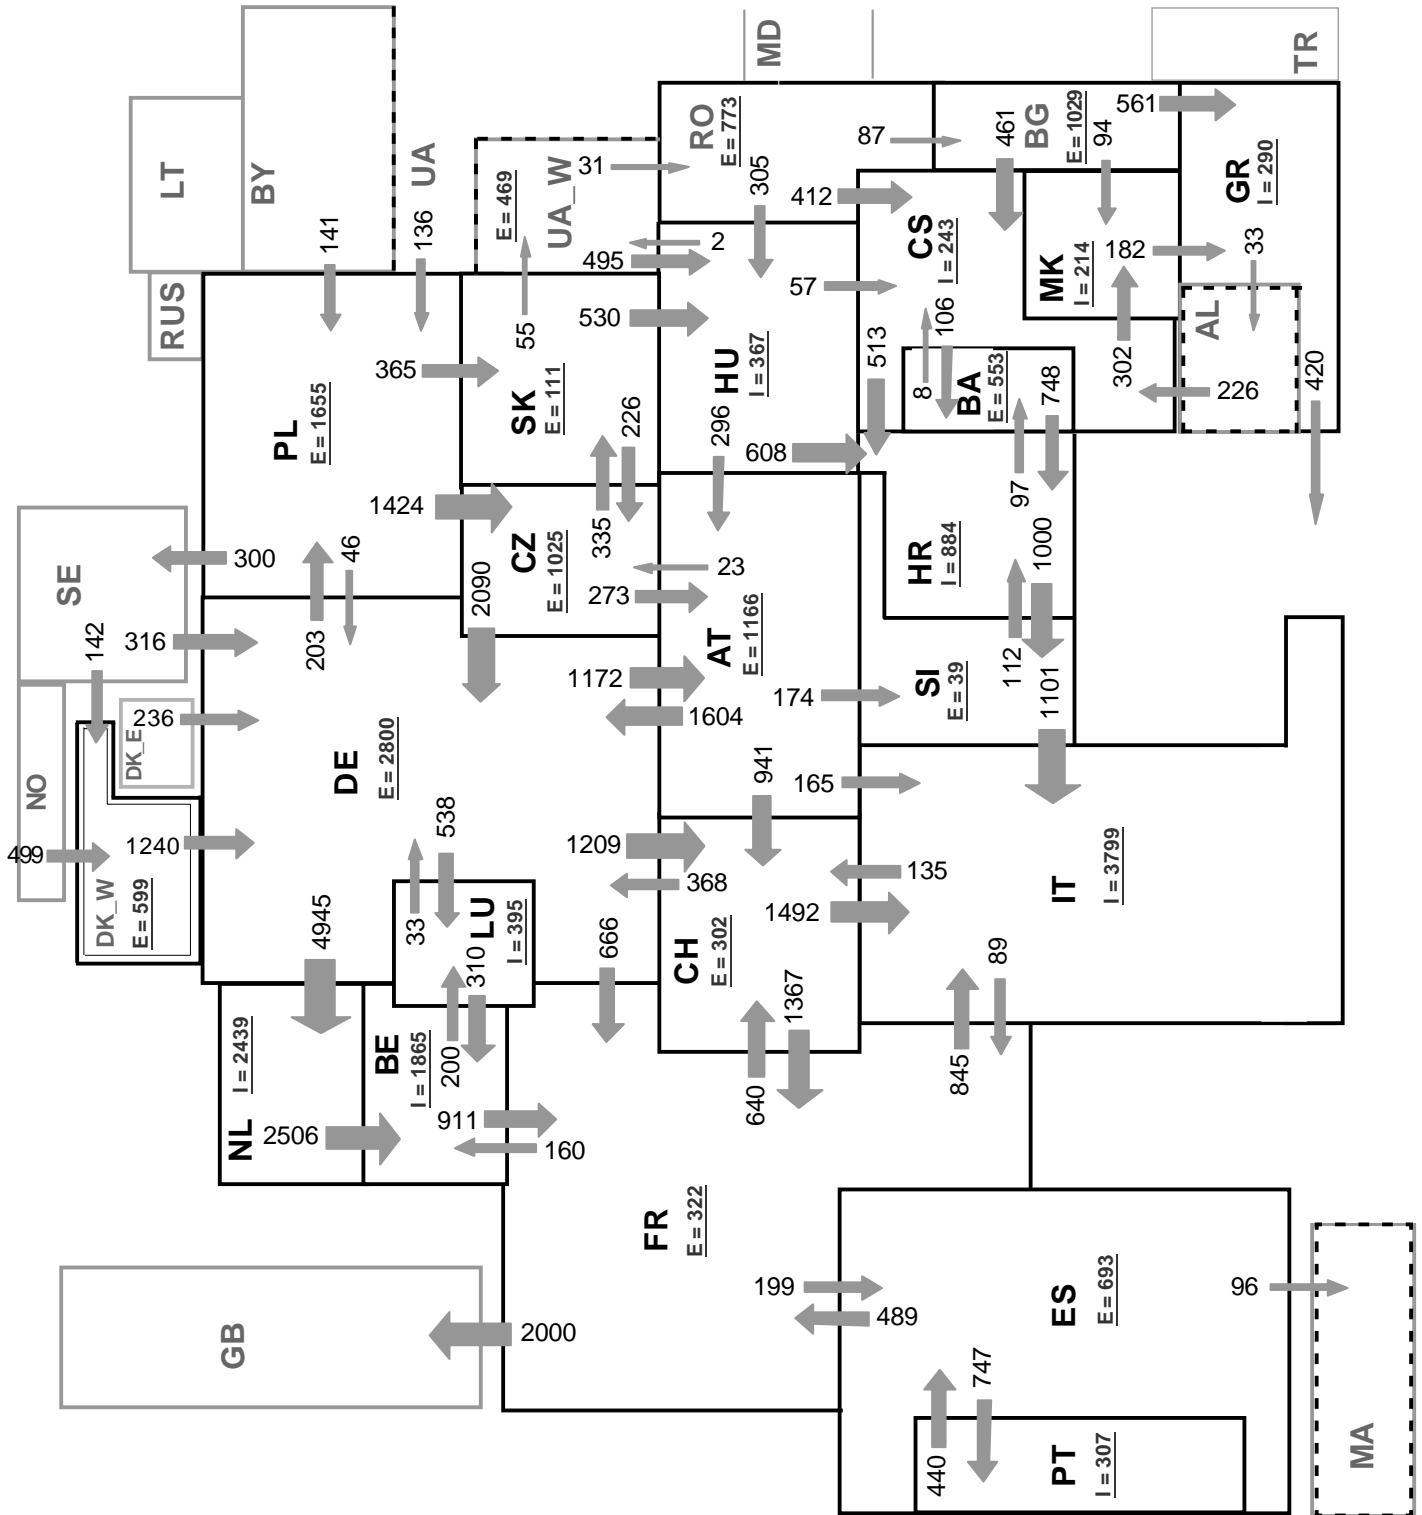 MD
TR
LT
BY
UA
141
136
RUS
UA_W
E = 469
31
RO
E = 773
305
87
461
BG
E = 1029
94
561
GR
I = 290
33
412
CS
I = 243
MK
I = 214
182
2
495
530
57
HU
I = 367
513
106
8
BA
E = 553
748
302
AL
226
420
55
365
SK
E = 111
226
335
296
608
97
PL
E = 1655
1424
CZ
E = 1025
2090
23
273
AT
E = 1166
HR
I = 884
1000
112
SE
300
316
142
203
46
1172
1604
174
SI
E = 39
1101
236
DK_E
NO
499
1240
DK_W
E = 599
DE
E = 2800
538
33
941
165
1209
368
135
1492
IT
I = 3799
4945
LU
I = 395
310
200
666
CH
E = 302
1367
640
845
89
NL
I = 2439
2506
BE
I = 1865
911
160
FR
E = 322
GB
2000
199
489
ES
E = 693
96
MA
440
747
PT
I = 307